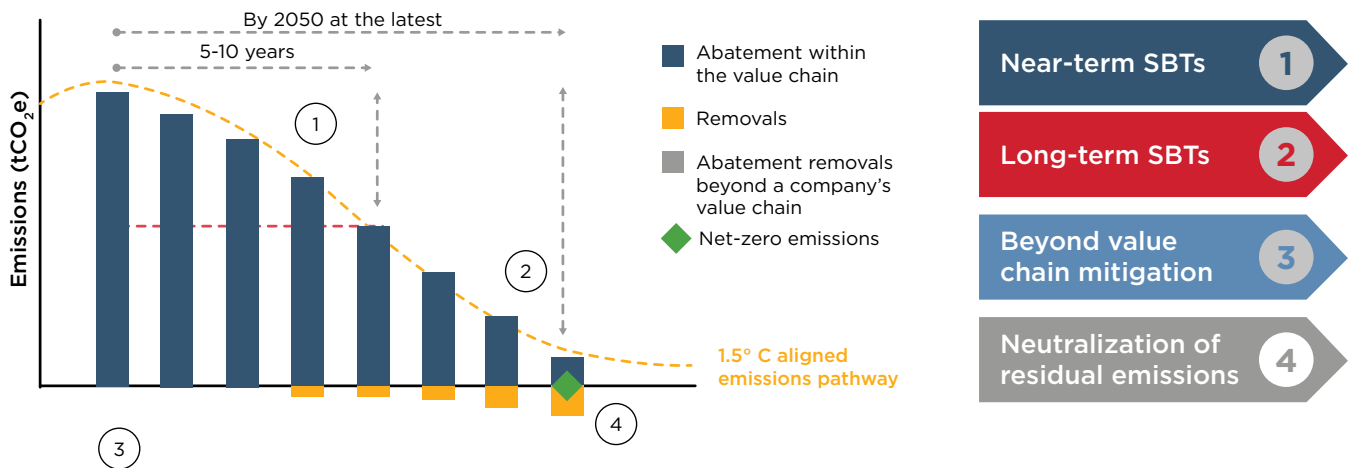 By 2050 at the latest
5-10 years
Emissions (tCO₂e)
1
2
3
4
Abatement within
the value chain
Removals
Abatement removals
beyond a company's
value chain
Net-zero emissions
1.5° C aligned
emissions pathway
Near-term SBTs
1
Long-term SBTs
2
Beyond value
chain mitigation
3
Neutralization of
residual emissions
4